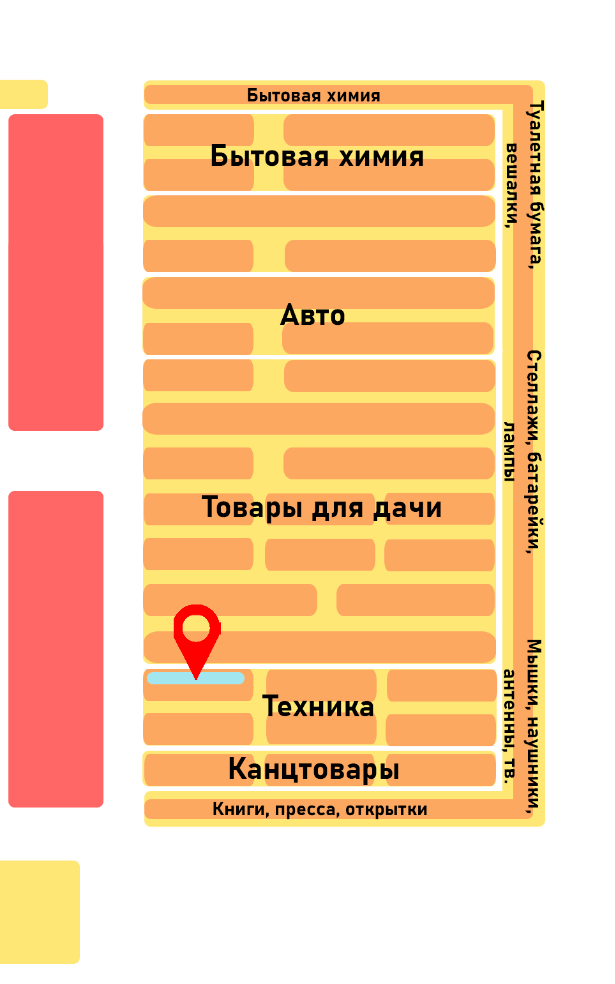 Бытовая химия
Бытовая химия
Туалетная бумага,
вешалки,
Авто
Стеллажи, батарейки,
лампы
Товары для дачи
Мышки, наушники,
антенны, тв.
Техника
Канцтовары
Книги, пресса, открытки